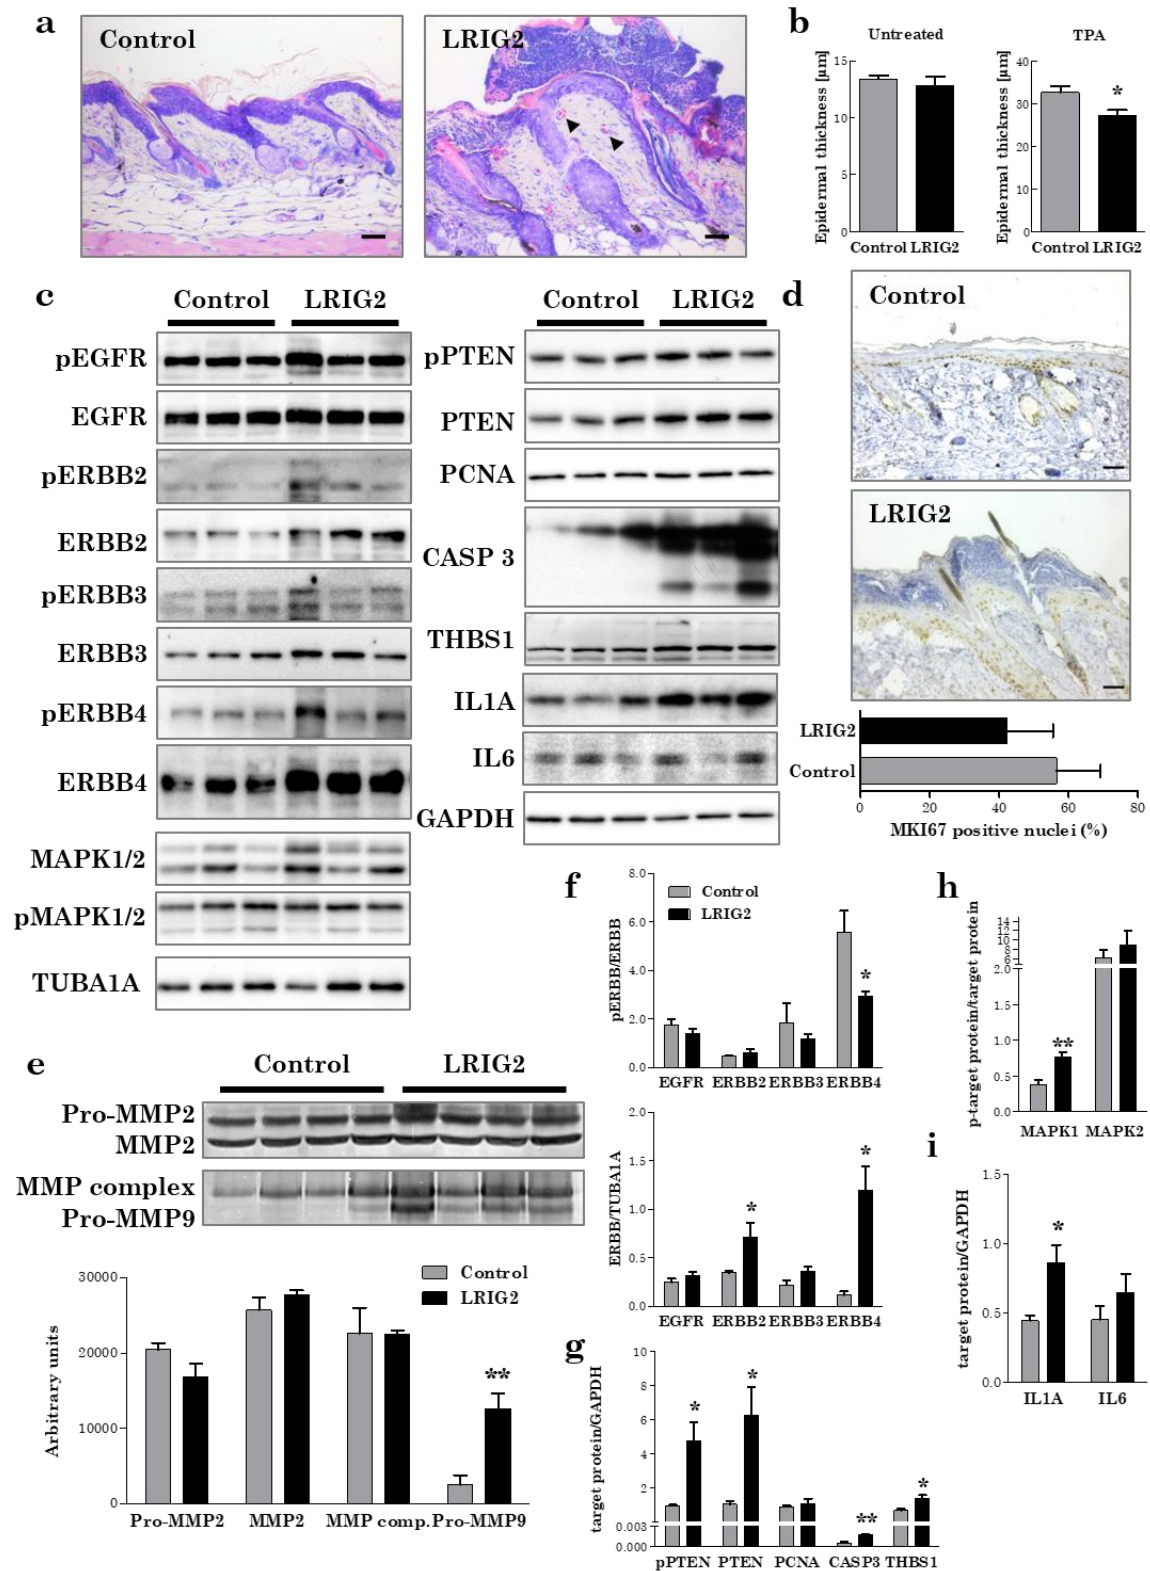 a
Control
LRIG2
b
Untreated
TPA
Epidermal thickness [µm]
15
10
5
0
Control LRIG2
Epidermal thickness [µm]
40
30
20
10
0
*
Control LRIG2
c
Control LRIG2
pEGFR
EGFR
pERBB2
ERBB2
pERBB3
ERBB3
pERBB4
ERBB4
MAPK1/2
pMAPK1/2
TUBA1A
Control LRIG2
pPTEN
PTEN
PCNA
CASP 3
THBS1
IL1A
IL6
GAPDH
d
Control
LRIG2
LRIG2
Control
0 20 40 60 80
MKI67 positive nuclei (%)
e
Control LRIG2
Pro-MMP2
MMP2
MMP complex
Pro-MMP9
Control
LRIG2
Arbitrary units
30000
20000
10000
0
**
Pro-MMP2 MMP2 MMP comp. Pro-MMP9
f
Control
LRIG2
pERBB/ERBB
8.0
6.0
4.0
2.0
0.0
*
EGFR ERBB2 ERBB3 ERBB4
ERBB/TUBA1A
2.0
1.5
1.0
0.5
0.0
* *
EGFR ERBB2 ERBB3 ERBB4
g
target protein/GAPDH
10
8
6
4
2
0.003
0.000
* * ** *
pPTEN PTEN PCNA CASP3 THBS1
h
p-target protein/target protein
14
12
10
8
6
2.0
1.5
1.0
0.5
0.0
**
MAPK1 MAPK2
i
target protein/GAPDH
1.5
1.0
0.5
0.0
*
IL1A IL6